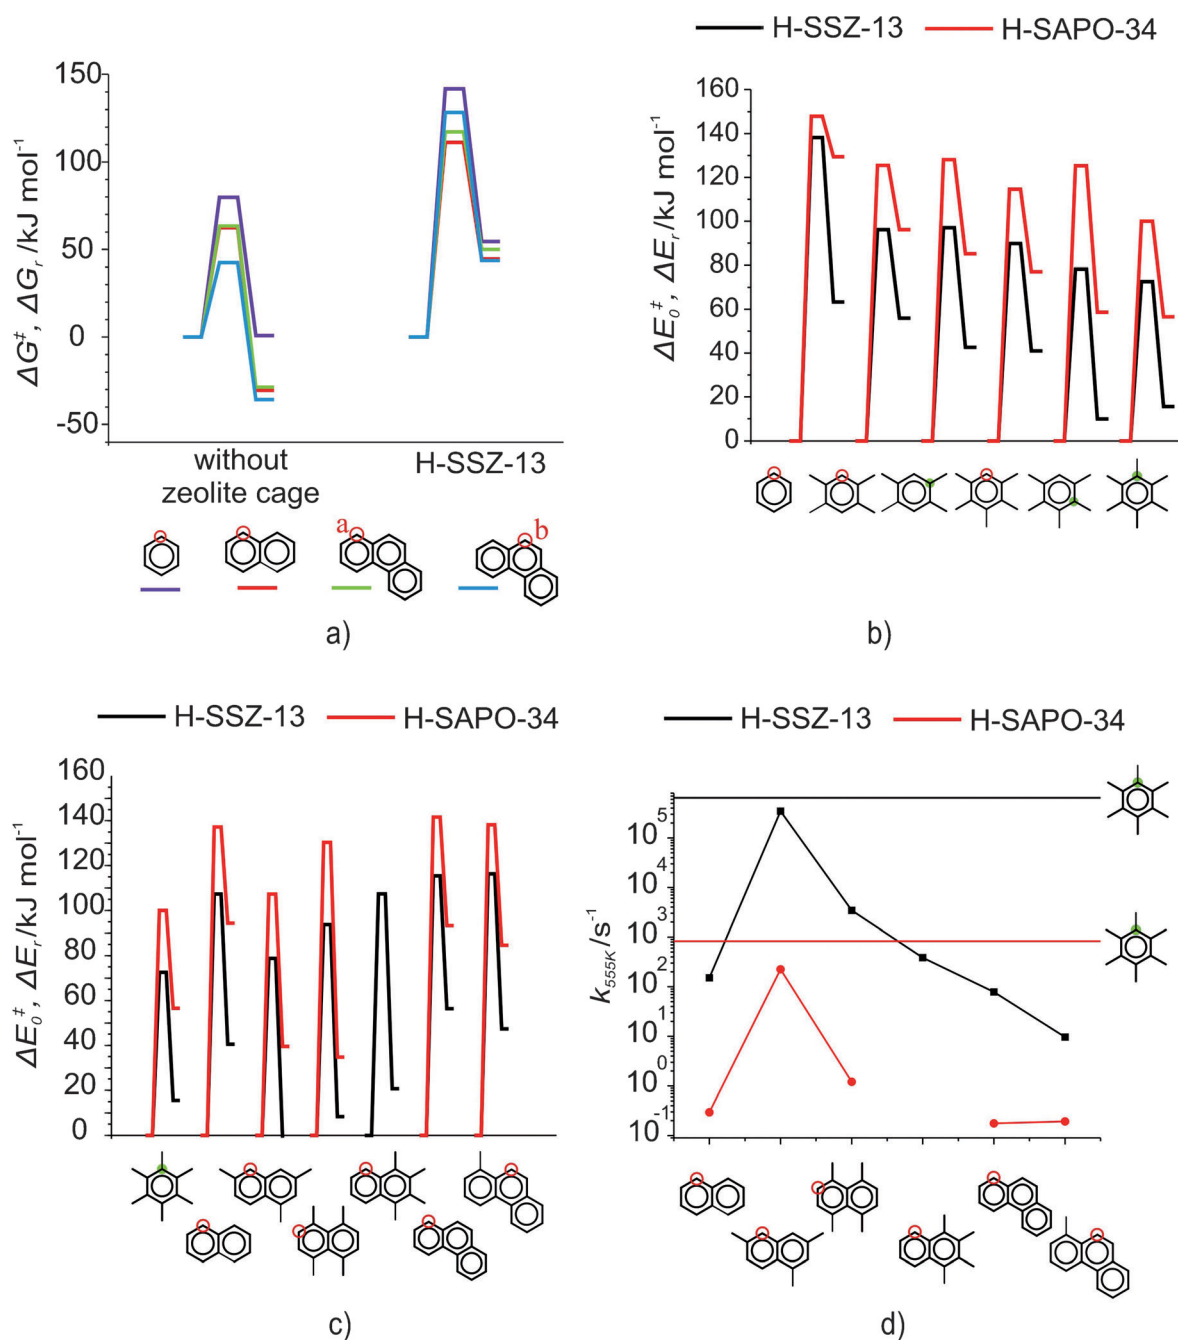 ΔG‡, ΔGr /kJ mol-1
150
100
50
0
-50
without
zeolite cage
H-SSZ-13
a
b
a)
H-SSZ-13
H-SAPO-34
ΔE0‡, ΔEr /kJ mol-1
160
140
120
100
80
60
40
20
0
b)
H-SSZ-13
H-SAPO-34
ΔE0‡, ΔEr /kJ mol-1
160
140
120
100
80
60
40
20
0
c)
H-SSZ-13
H-SAPO-34
k555K /s-1
10^5
10^4
10^3
10^2
10^1
10^0
10^-1
d)